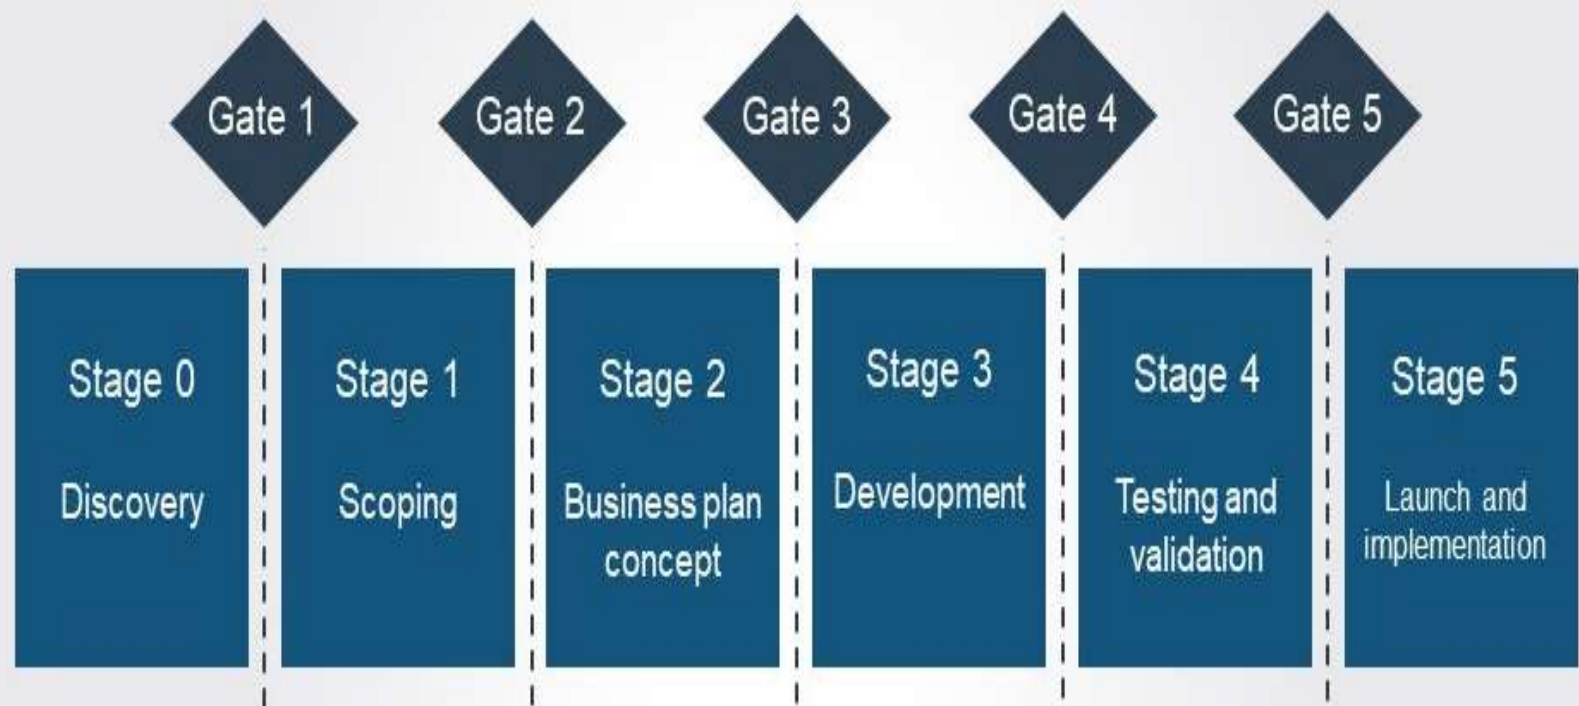 Gate 1
Gate 2
Gate 3
Gate 4
Gate 5
Stage 0
Discovery
Stage 1
Scoping
Stage 2
Business plan
concept
Stage 3
Development
Stage 4
Testing and
validation
Stage 5
Launch and
implementation